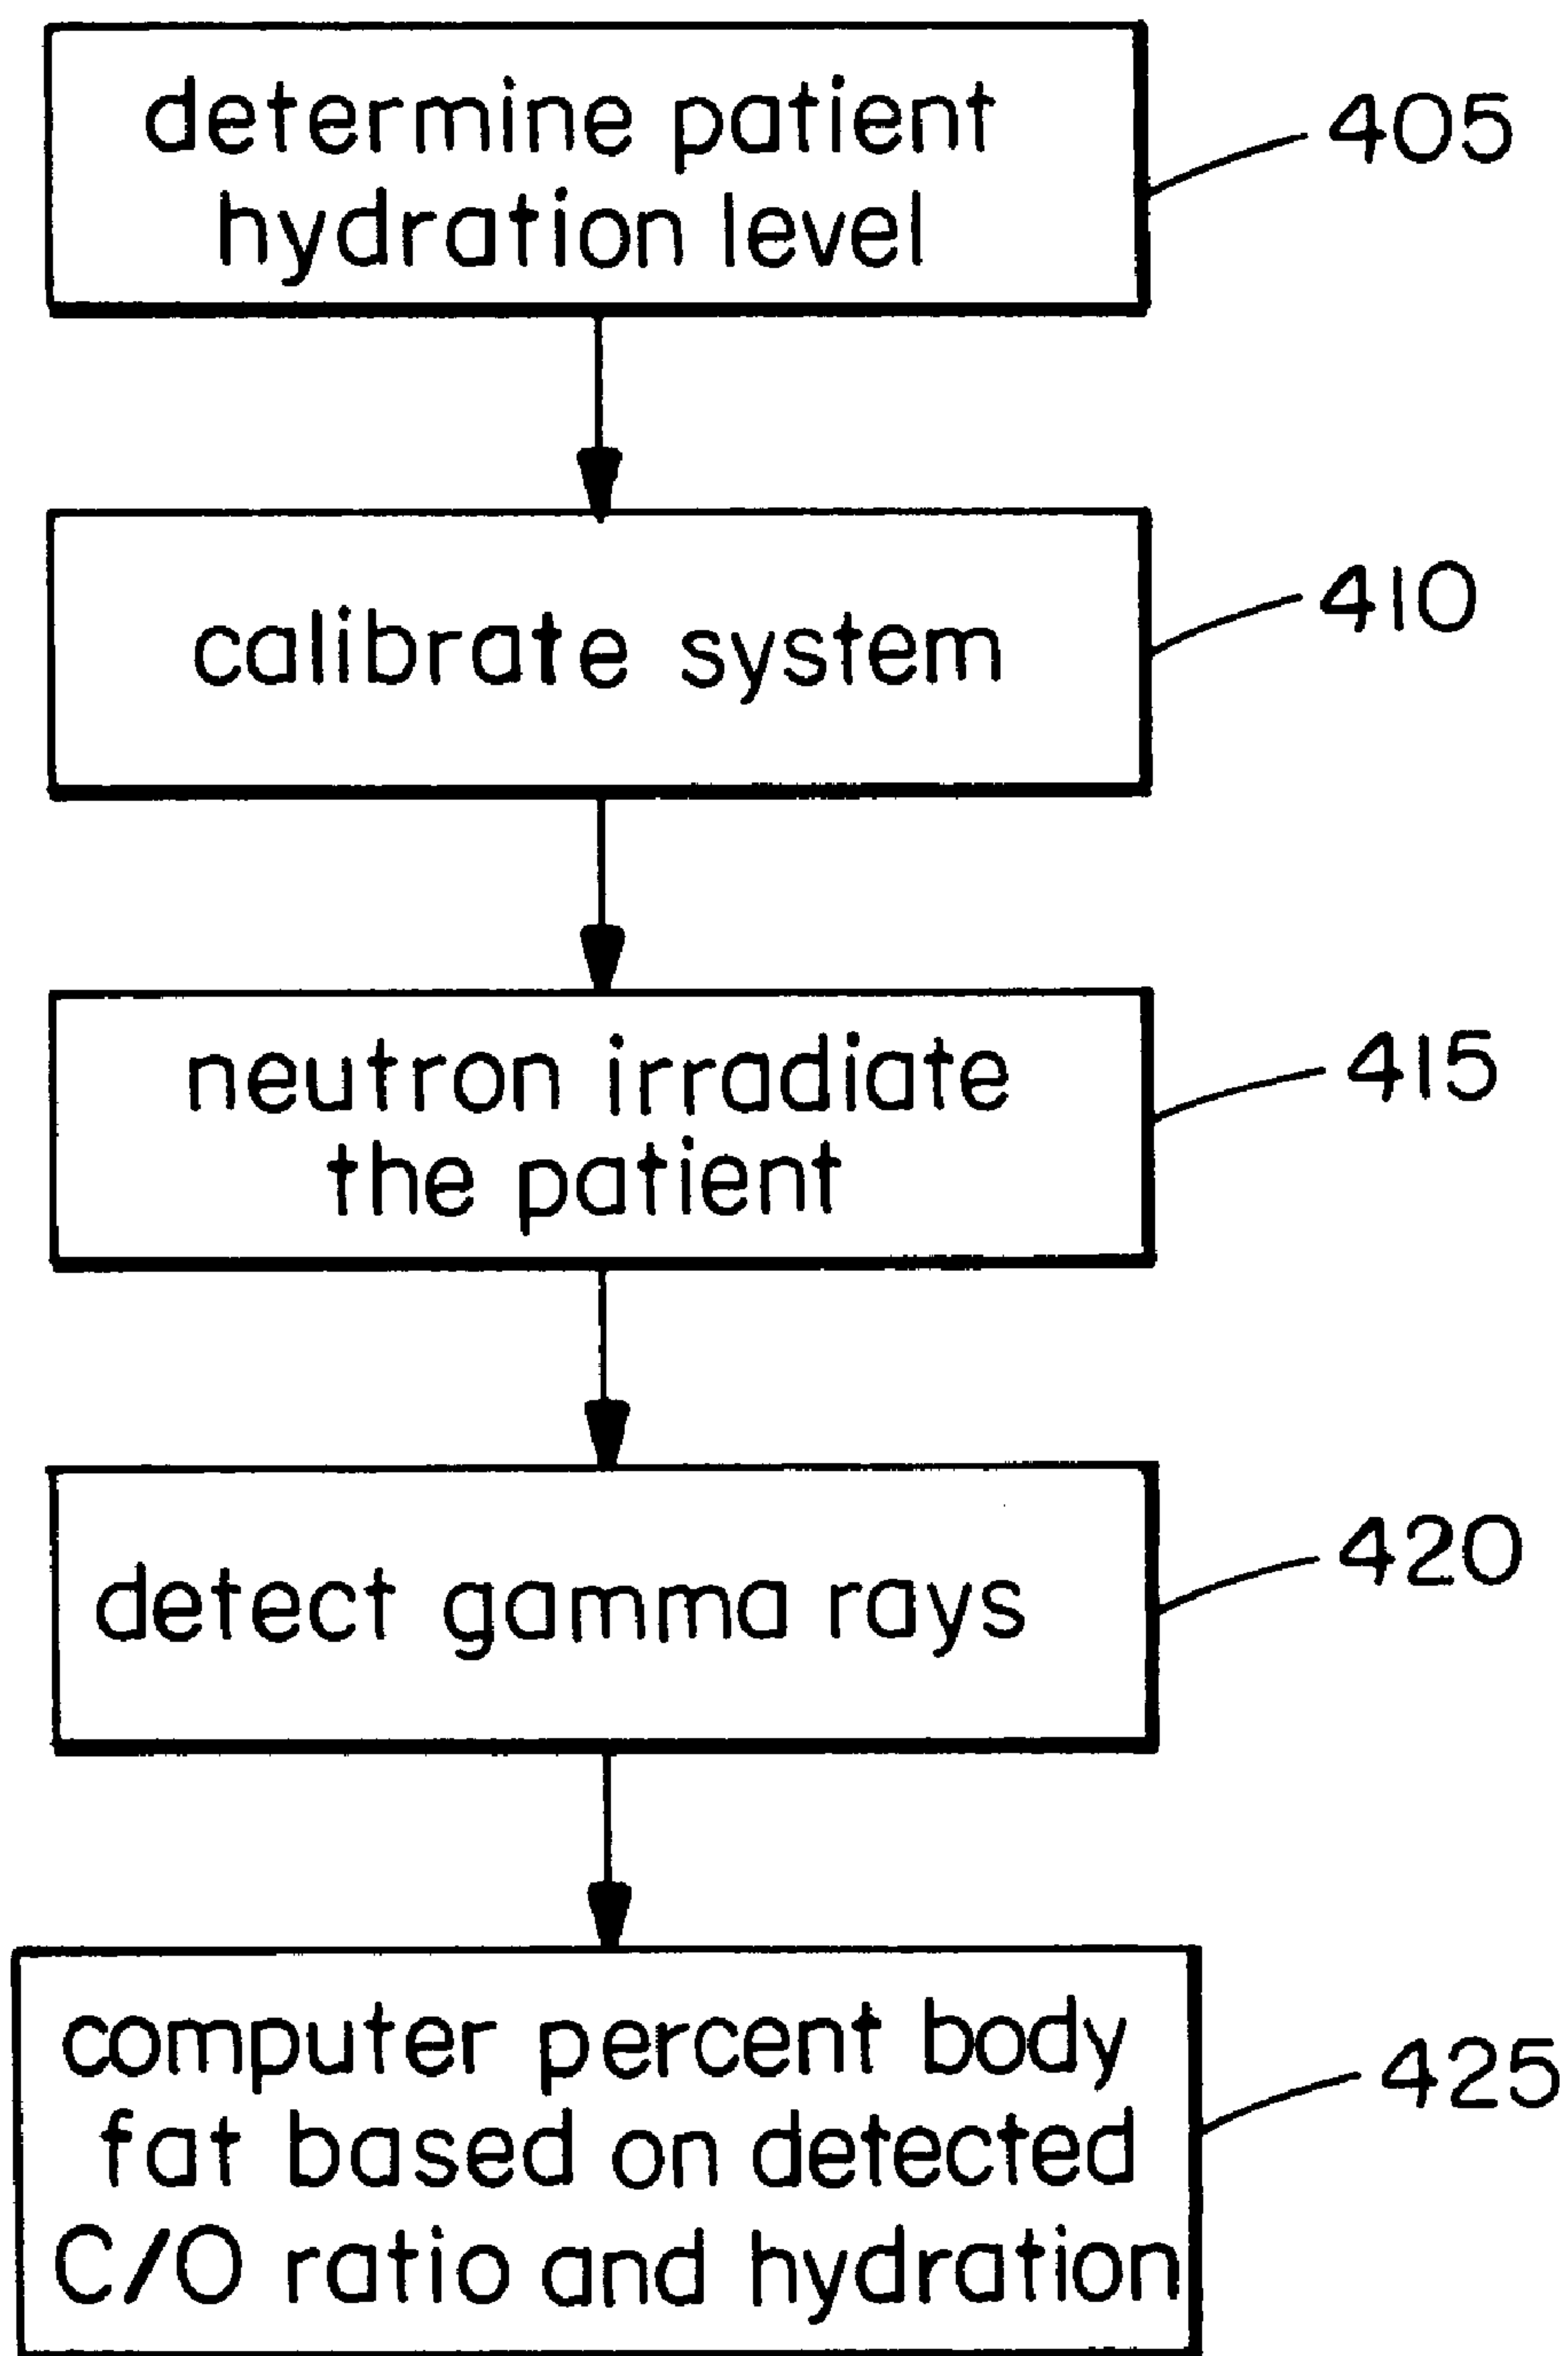 determine patient
hydration level
405
calibrate system
410
neutron irradiate
the patient
415
detect gamma rays
420
computer percent body
fat based on detected
C/O ratio and hydration
425